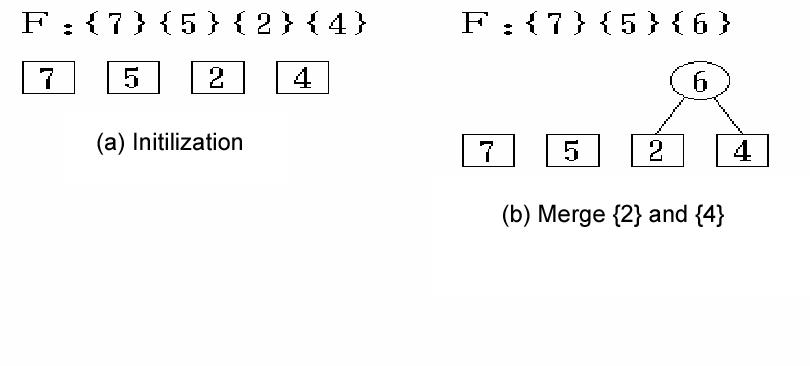 F : {7} {5} {2} {4}
7 5 2 4
(a) Initilization
F : {7} {5} {6}
6
7 5 2 4
(b) Merge {2} and {4}